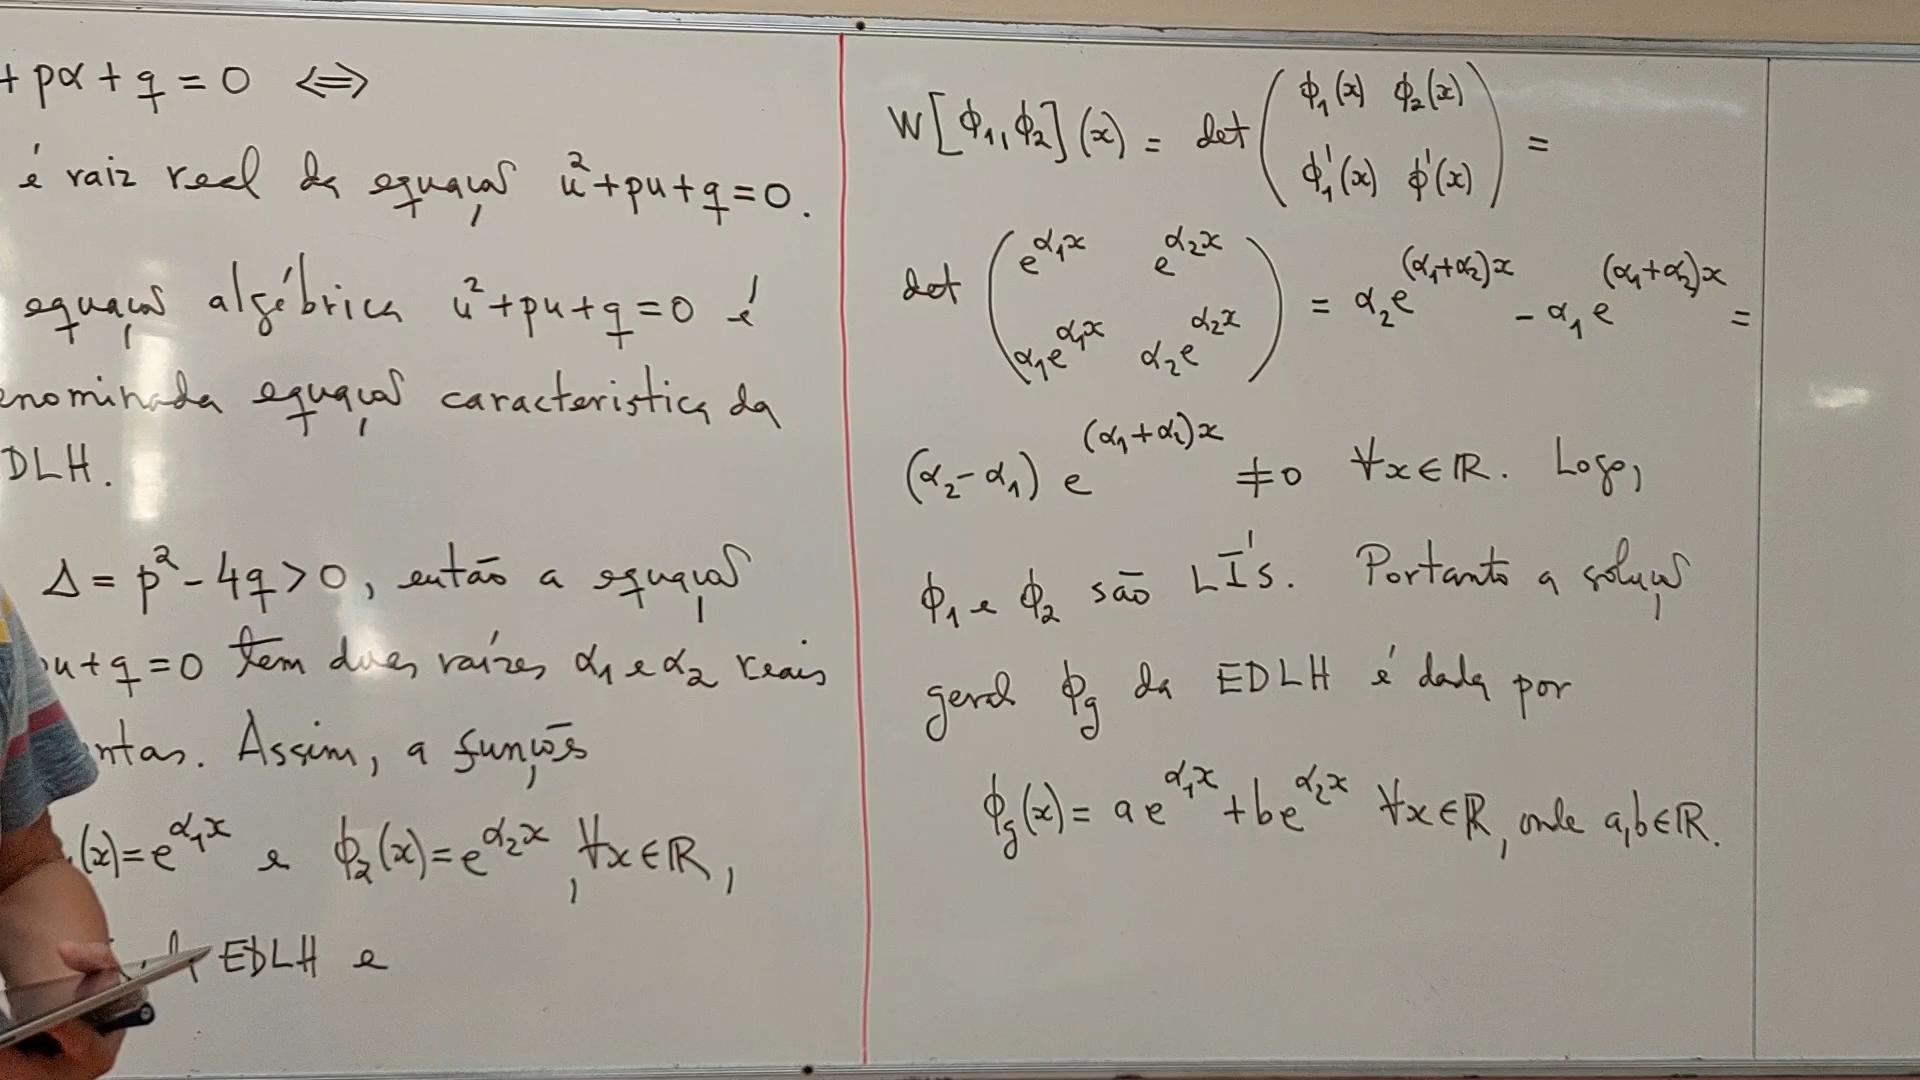 + pα + q = 0 ⟺
é raiz real da equação u²+pu+q=0.
equação algébrica u²+pu+q=0 é
enominada equação caracteristica da
DLH.
Δ = p² - 4q > 0, então a equação
u+q=0 tem duas raízes α₁ e α₂ reais
ntas. Assim, a funções
(x)=e^{α₁x} e ϕ₂(x)=e^{α₂x}, ∀x∈ℝ,
EDLH e
W[ϕ₁,ϕ₂](x) = det( ϕ₁(x) ϕ₂(x)
ϕ₁'(x) ϕ'(x) ) =
det( e^{α₁x} e^{α₂x}
α₁e^{α₁x} α₂e^{α₂x} ) = α₂e^{(α₁+α₂)x} - α₁e^{(α₁+α₂)x} =
(α₂-α₁) e^{(α₁+α₂)x} ≠0 ∀x∈ℝ. Logo,
ϕ₁ e ϕ₂ são LI's. Portanto a solução
geral ϕg da EDLH é dada por
ϕg(x) = ae^{α₁x} + be^{α₂x} ∀x∈ℝ, onde a,b∈ℝ.